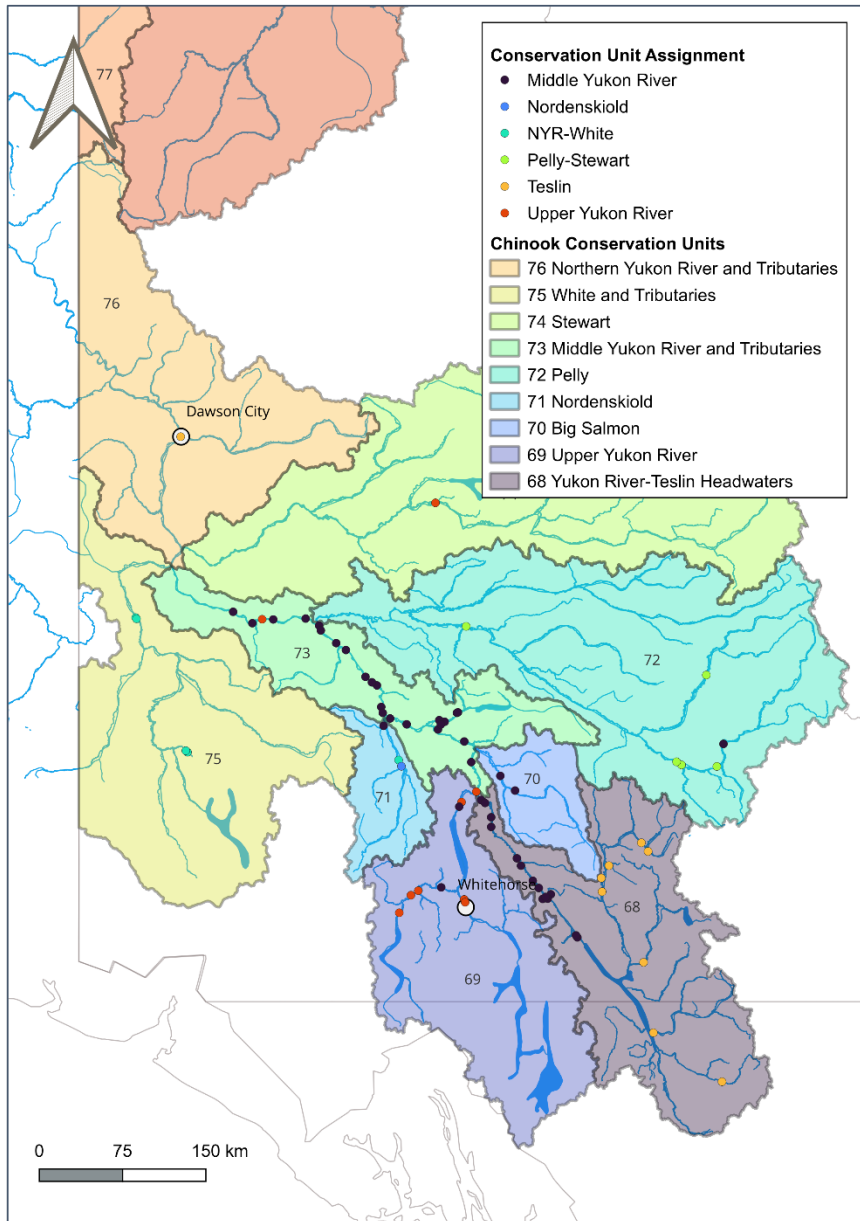 Conservation Unit Assignment
Middle Yukon River
Nordenskiold
NYR-White
Pelly-Stewart
Teslin
Upper Yukon River
Chinook Conservation Units
76 Northern Yukon River and Tributaries
75 White and Tributaries
74 Stewart
73 Middle Yukon River and Tributaries
72 Pelly
71 Nordenskiold
70 Big Salmon
69 Upper Yukon River
68 Yukon River-Teslin Headwaters
77
76
Dawson City
73
72
75
71
70
Whitehorse
68
69
0 75 150 km